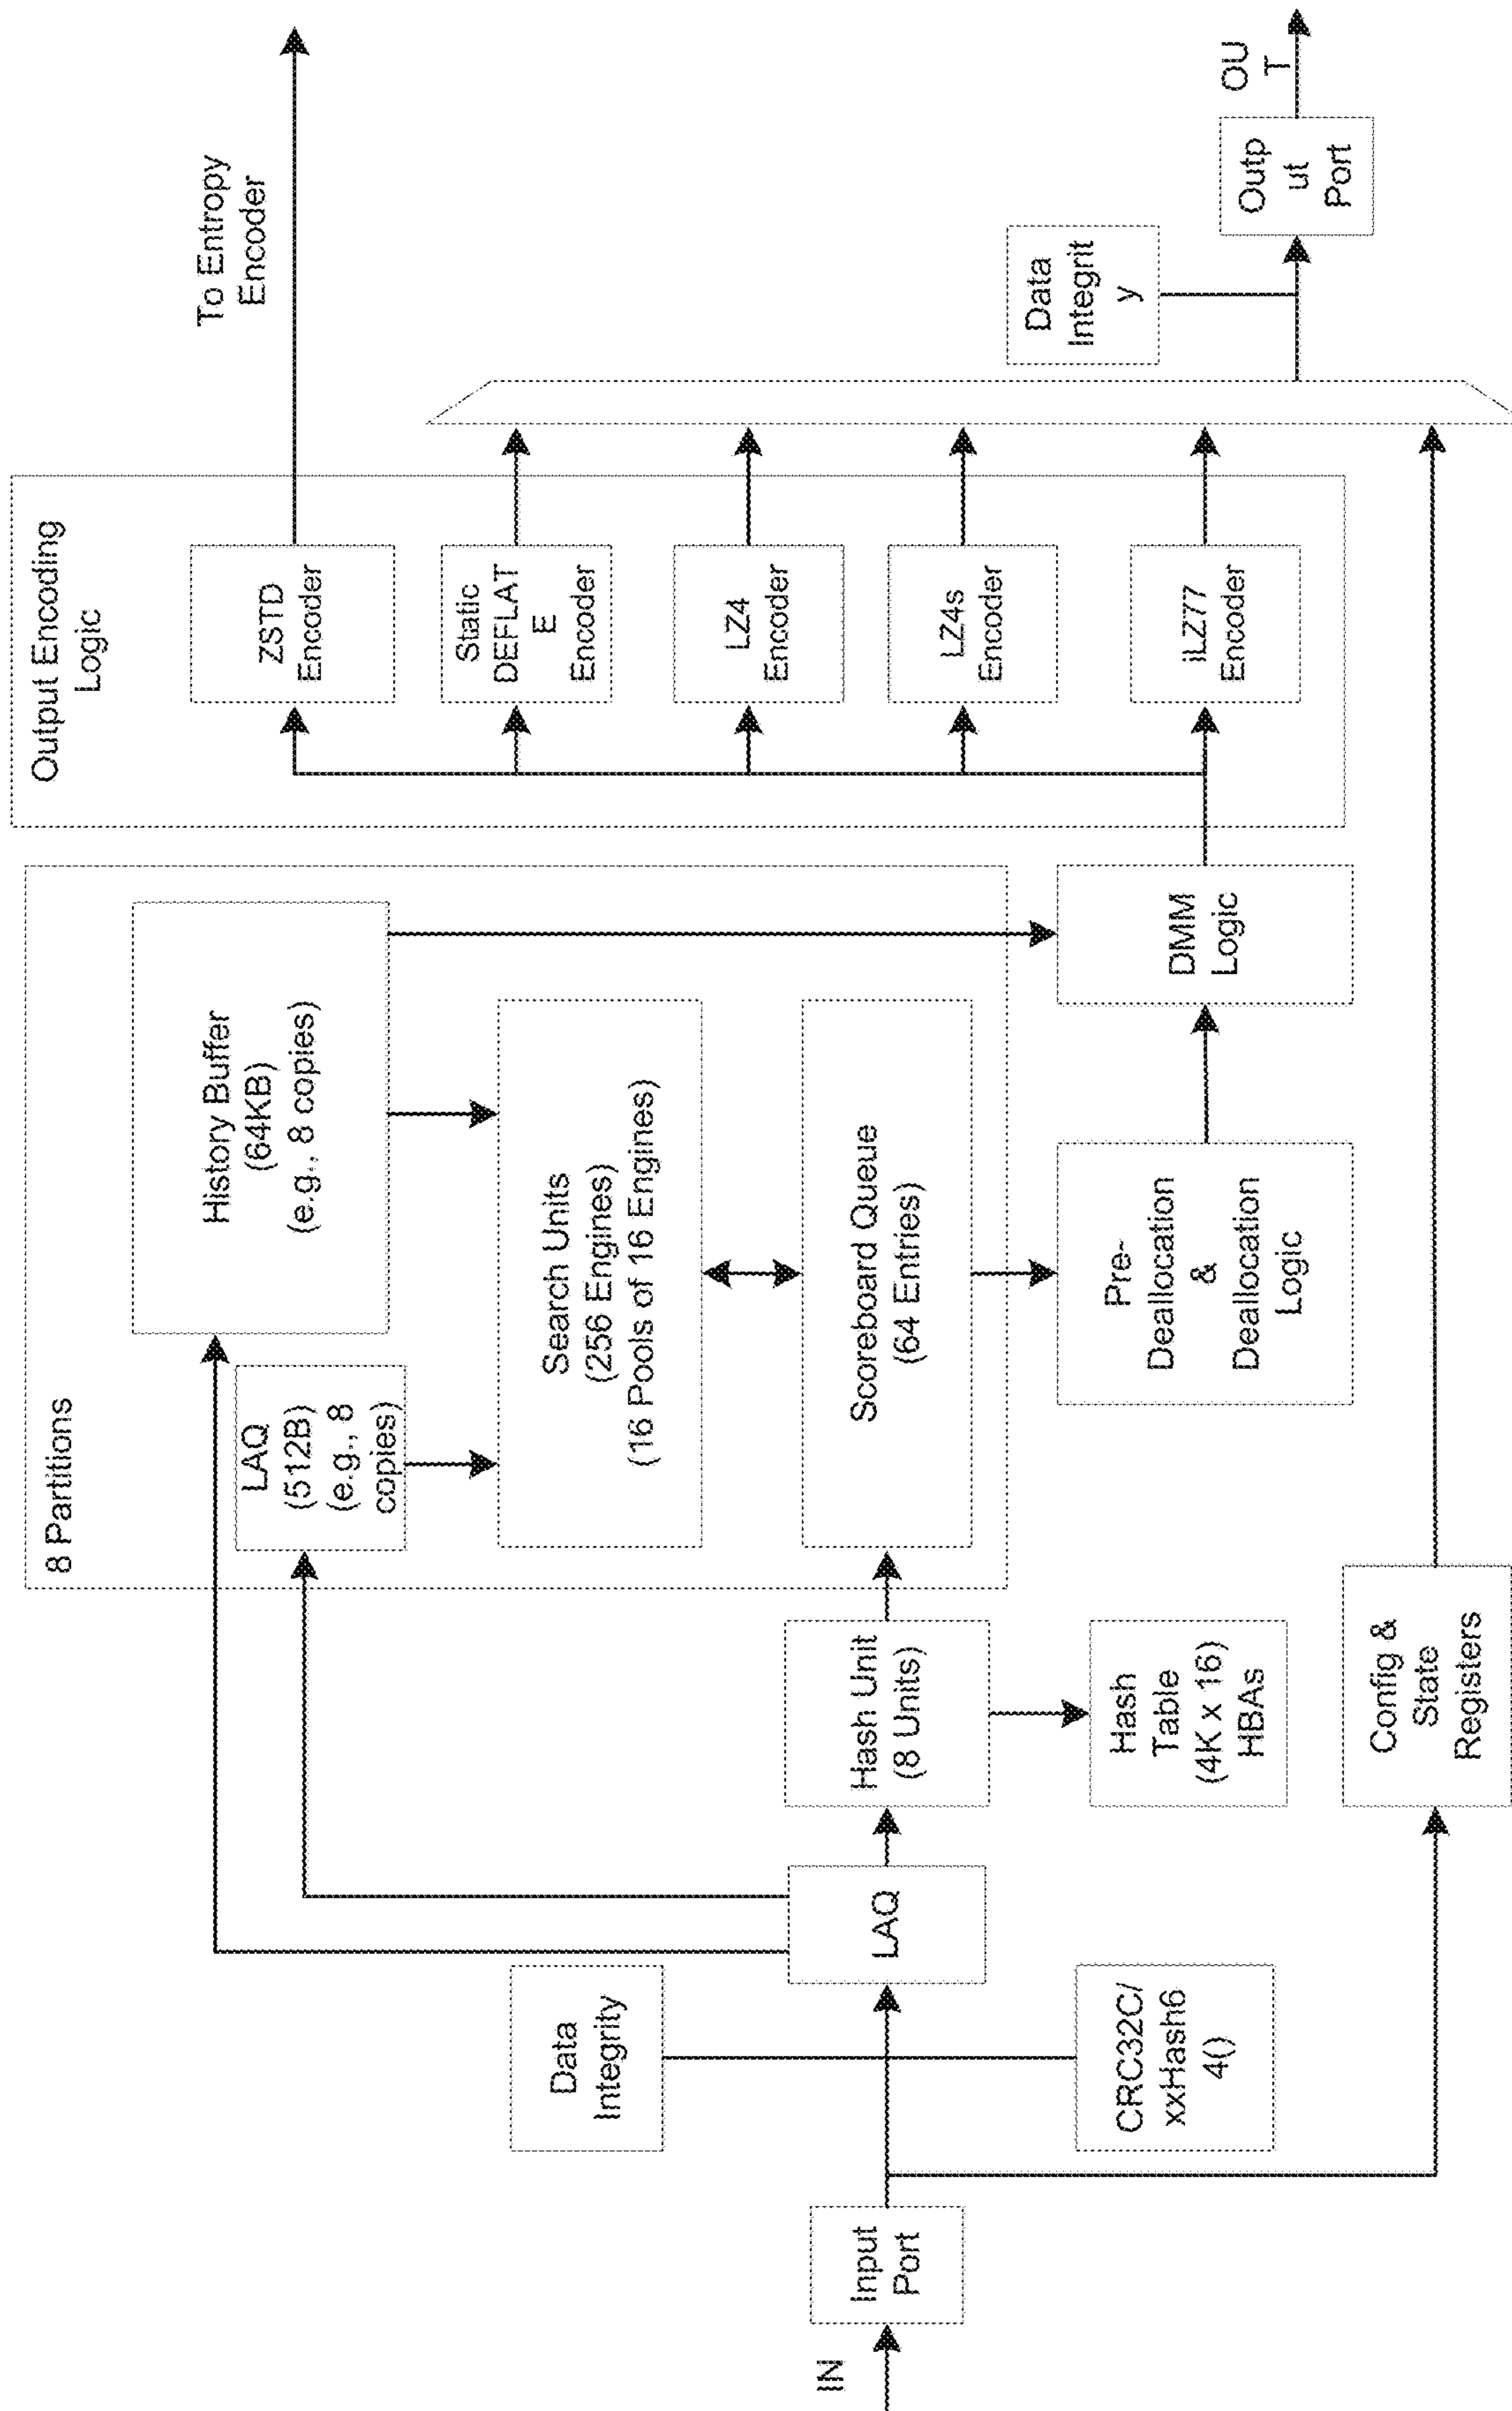 IN
Input
Port
Data
Integrity
CRC32C/
xxHash6
4()
LAQ
Hash Unit
(8 Units)
Hash
Table
(4K x 16)
HBAs
Config &
State
Registers
8 Partitions
LAQ
(512B)
(e.g., 8
copies)
History Buffer
(64KB)
(e.g., 8 copies)
Search Units
(256 Engines)
(16 Pools of 16 Engines)
Scoreboard Queue
(64 Entries)
Pre-
Deallocation
&
Deallocation
Logic
DMM
Logic
Output Encoding
Logic
ZSTD
Encoder
Static
DEFLAT
E
Encoder
LZ4
Encoder
LZ4s
Encoder
iLZ77
Encoder
To Entropy
Encoder
Data
Integrit
y
Outp
ut
Port
OU
T